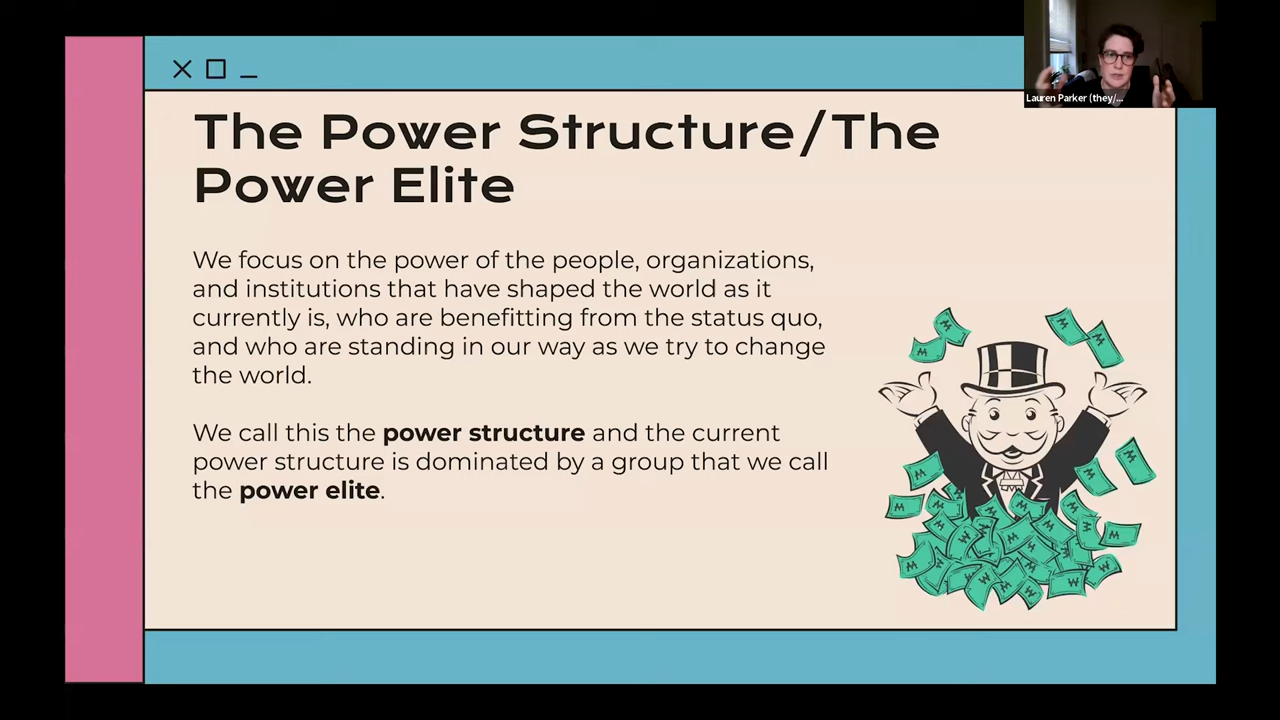 The Power Structure/The
Power Elite
We focus on the power of the people, organizations,
and institutions that have shaped the world as it
currently is, who are benefitting from the status quo,
and who are standing in our way as we try to change
the world.
We call this the power structure and the current
power structure is dominated by a group that we call
the power elite.
Lauren Parker (they/...